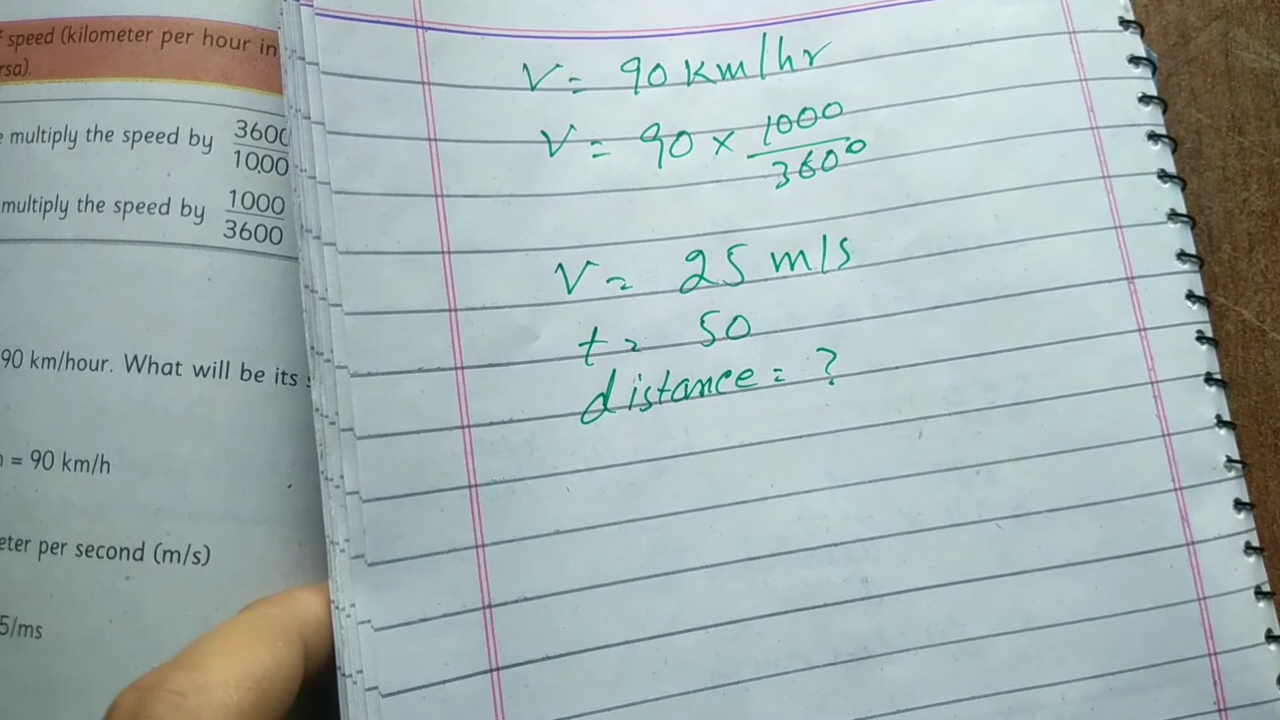 speed (kilometer per hour in
rsa).
multiply the speed by 3600/1000
multiply the speed by 1000/3600
90 km/hour. What will be its
= 90 km/h
eter per second (m/s)
5/ms
V = 90 km/hr
V = 90 × 1000/3600
V = 25 m/s
t = 50
distance = ?